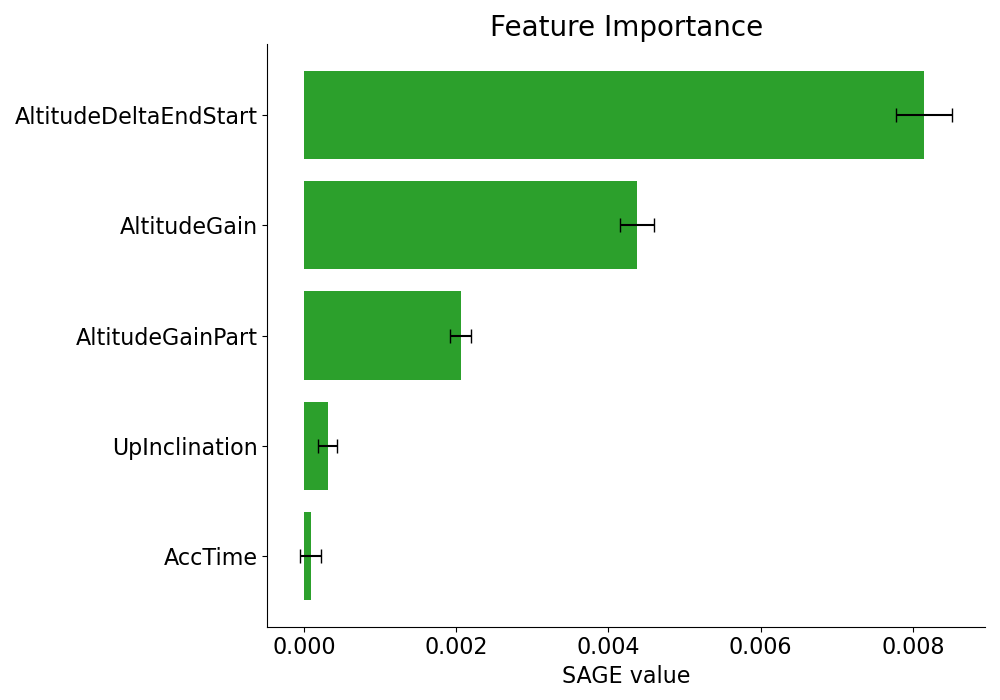 Feature Importance
AltitudeDeltaEndStart
AltitudeGain
AltitudeGainPart
UpInclination
AccTime
0.000 0.002 0.004 0.006 0.008
SAGE value